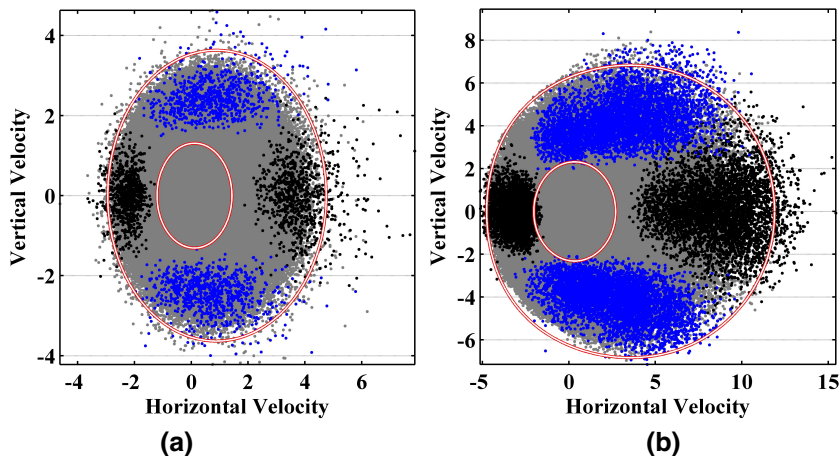 4
2
0
-2
-4
Vertical Velocity
-4 -2 0 2 4 6
Horizontal Velocity
(a)
8
6
4
2
0
-2
-4
-6
Vertical Velocity
-5 0 5 10 15
Horizontal Velocity
(b)